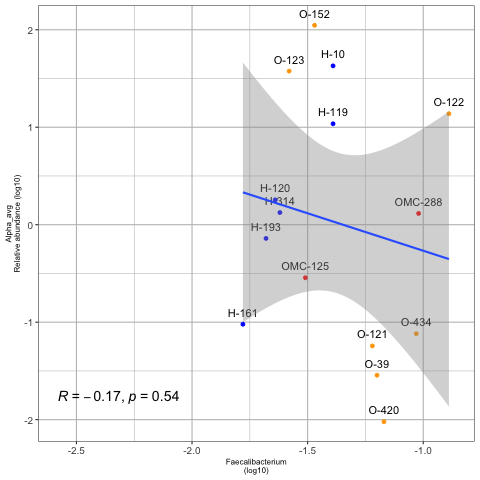 O-152
H-10
O-123
H-119
O-122
H-120
H-314
OMC-288
H-193
OMC-125
H-161
O-434
O-121
O-39
O-420
R = −0.17, p = 0.54
2
1
0
-1
-2
-2.5 -2.0 -1.5 -1.0
Alpha_avg
Relative abundance (log10)
Faecalibacterium
(log10)